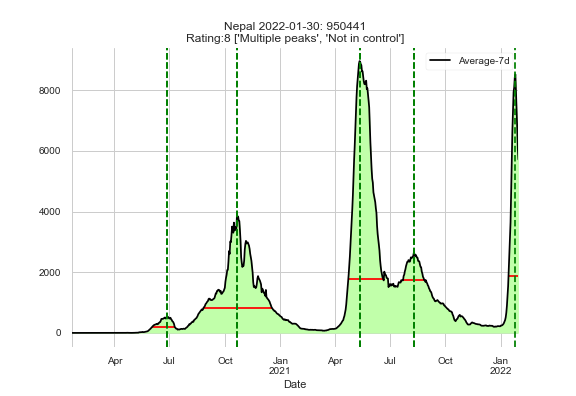 Nepal 2022-01-30: 950441
Rating:8 ['Multiple peaks', 'Not in control']
Average-7d
8000
6000
4000
2000
0
Apr
Jul
Oct
Jan
2021
Apr
Jul
Oct
Jan
2022
Date